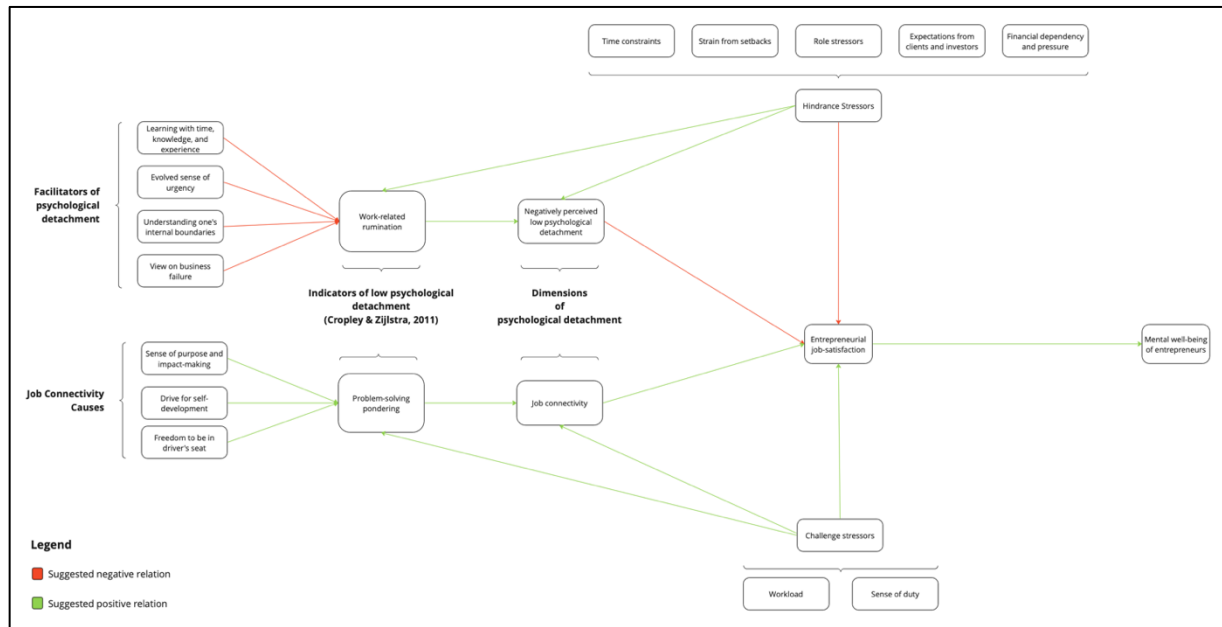 Time constraints
Strain from setbacks
Role stressors
Expectations from
clients and investors
Financial dependency
and pressure
Hindrance Stressors
Facilitators of
psychological
detachment
Learning with time,
knowledge, and
experience
Evolved sense of
urgency
Understanding one's
internal boundaries
View on business
failure
Work-related
rumination
Negatively perceived
low psychological
detachment
Indicators of low psychological
detachment
(Cropley & Zijlstra, 2011)
Dimensions
of
psychological detachment
Entrepreneurial
job-satisfaction
Mental well-being
of entrepreneurs
Job Connectivity
Causes
Sense of purpose and
impact-making
Drive for self-
development
Freedom to be in
driver's seat
Problem-solving
pondering
Job connectivity
Challenge stressors
Workload
Sense of duty
Legend
Suggested negative relation
Suggested positive relation